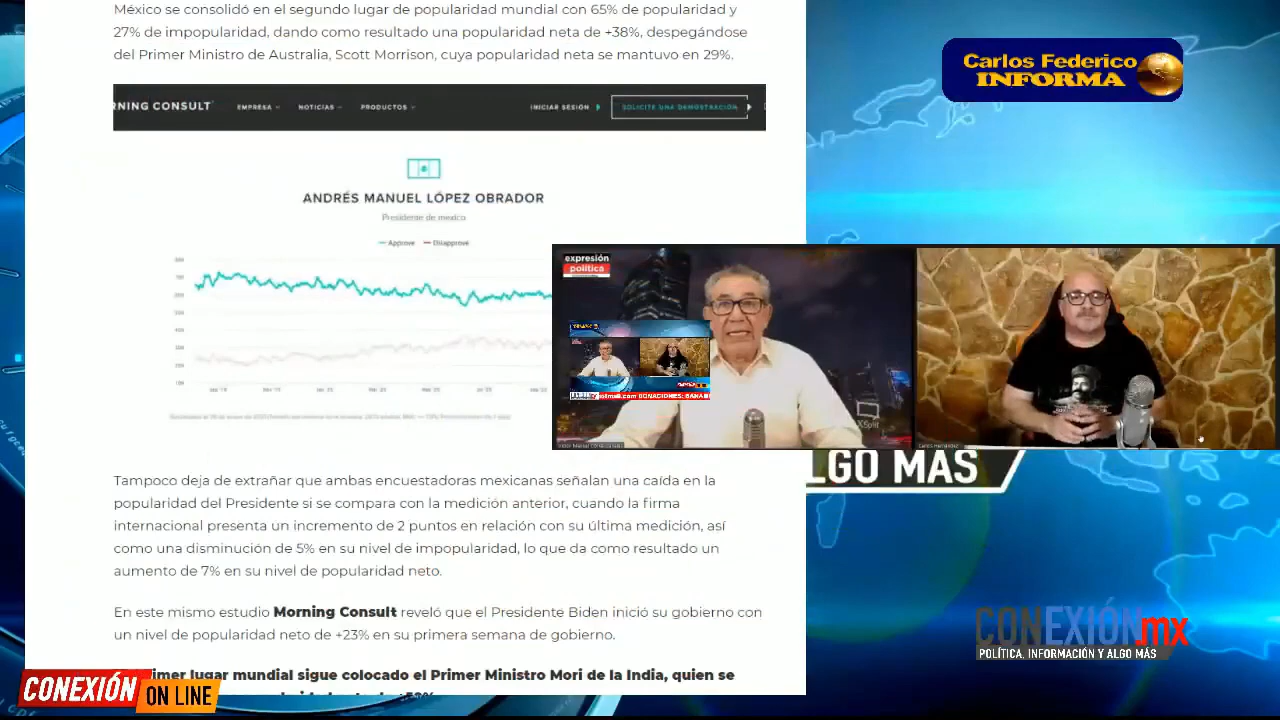 México se consolidó en el segundo lugar de popularidad mundial con 65% de popularidad y
27% de impopularidad, dando como resultado una popularidad neta de +38%, despegándose
del Primer Ministro de Australia, Scott Morrison, cuya popularidad neta se mantuvo en 29%.
Carlos Federico
INFORMA
RNING CONSULT
EMPRESA
NOTICIAS
PRODUCTOS
INICIAR SESIÓN
SOLICITE UNA DEMOSTRACIÓN
ANDRÉS MANUEL LÓPEZ OBRADOR
Presidente de mexico
Approve
Disapprove
expresión
política
XSplit
LGO MÁS
Tampoco deja de extrañar que ambas encuestadoras mexicanas señalan una caída en la
popularidad del Presidente si se compara con la medición anterior, cuando la firma
internacional presenta un incremento de 2 puntos en relación con su última medición, así
como una disminución de 5% en su nivel de impopularidad, lo que da como resultado un
aumento de 7% en su nivel de popularidad neto.
En este mismo estudio Morning Consult reveló que el Presidente Biden inició su gobierno con
un nivel de popularidad neto de +23% en su primera semana de gobierno.
imer lugar mundial sigue colocado el Primer Ministro Mori de la India, quien se
CONEXIÓN.mx
POLÍTICA, INFORMACIÓN Y ALGO MÁS
CONEXIÓN
ON LINE